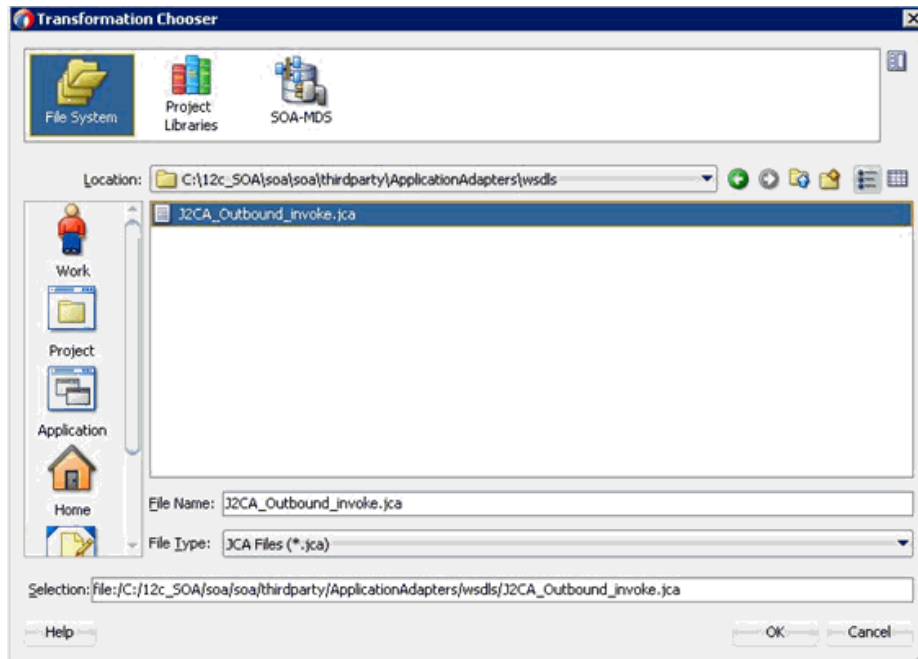 Transformation Chooser
File System
Project
Libraries
SOA-MDS
Location: C:\12c_SOA\soa\soa\thirdparty\ApplicationAdapters\wsdls
J2CA_Outbound_invoke.jca
Work
Project
Application
Home
File Name: J2CA_Outbound_invoke.jca
File Type: JCA Files (*.jca)
Selection: file:/C:/12c_SOA/soa/soa/thirdparty/ApplicationAdapters/wsdls/J2CA_Outbound_invoke.jca
Help OK Cancel